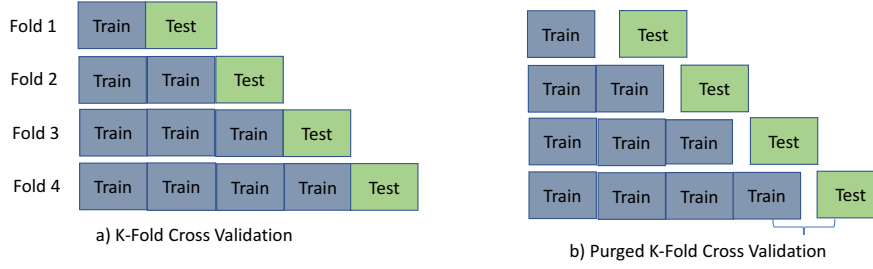 Fold 1 Train Test
Fold 2 Train Train Test
Fold 3 Train Train Train Test
Fold 4 Train Train Train Train Test
a) K-Fold Cross Validation
Train Test
Train Train Test
Train Train Train Test
Train Train Train Train Test
b) Purged K-Fold Cross Validation